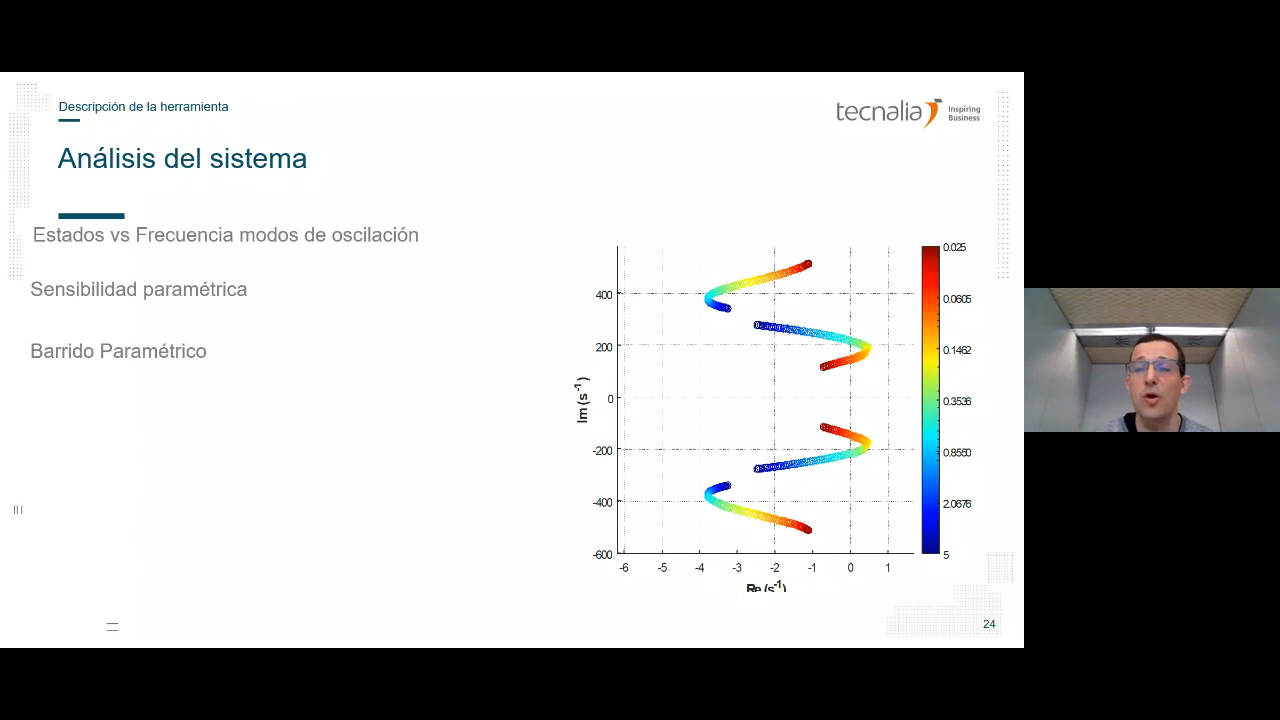 Descripción de la herramienta
tecnalia Inspiring
Business
Análisis del sistema
Estados vs Frecuencia modos de oscilación
Sensibilidad paramétrica
Barrido Paramétrico
Im (s⁻¹)
400
200
0
-200
-400
-600
-6 -5 -4 -3 -2 -1 0 1
Re (s⁻¹)
0.025
0.0605
0.1462
0.3536
0.8550
2.0676
5
24